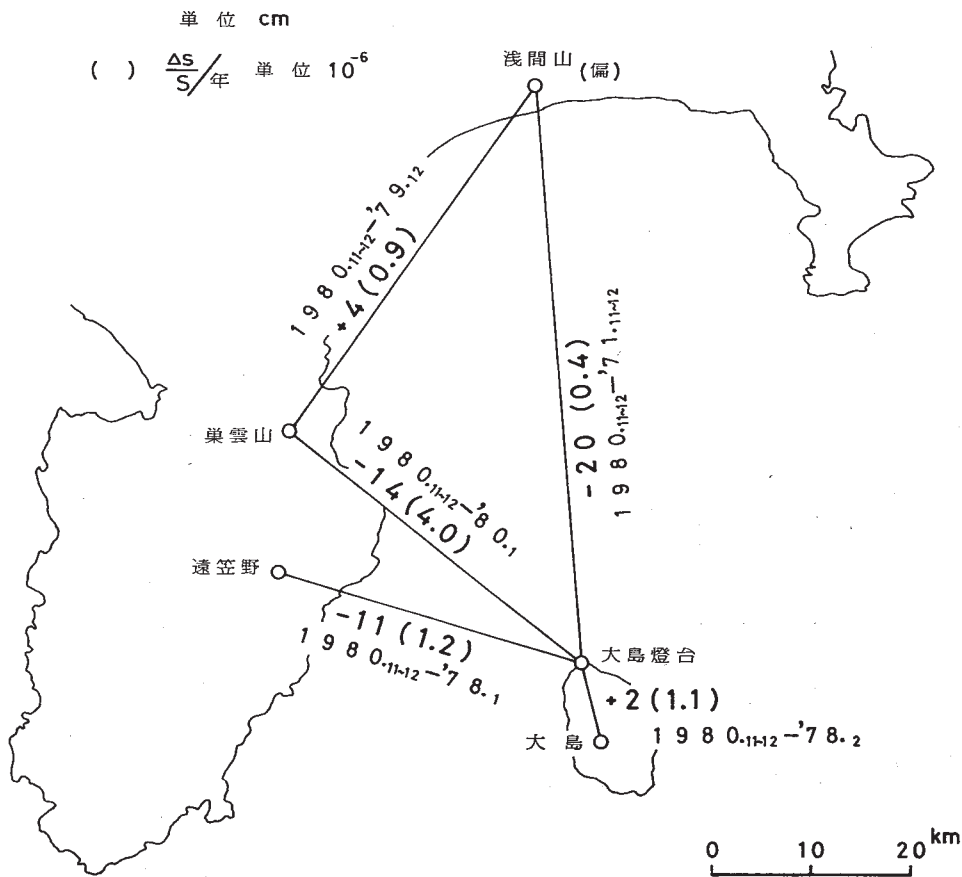 単位 cm
( ) ΔS/S/年 単位 10⁻⁶
浅間山(偏)
1980.11~12—'79.12
+4(0.9)
-20(0.4)
1980.11~12—'71.11~12
巣雲山
1980.11~12—'80.1
-14(4.0)
遠笠野
-11(1.2)
1980.11~12—'78.1
大島燈台
+2(1.1)
大島
1980.11~12—'78.2
0 10 20 km